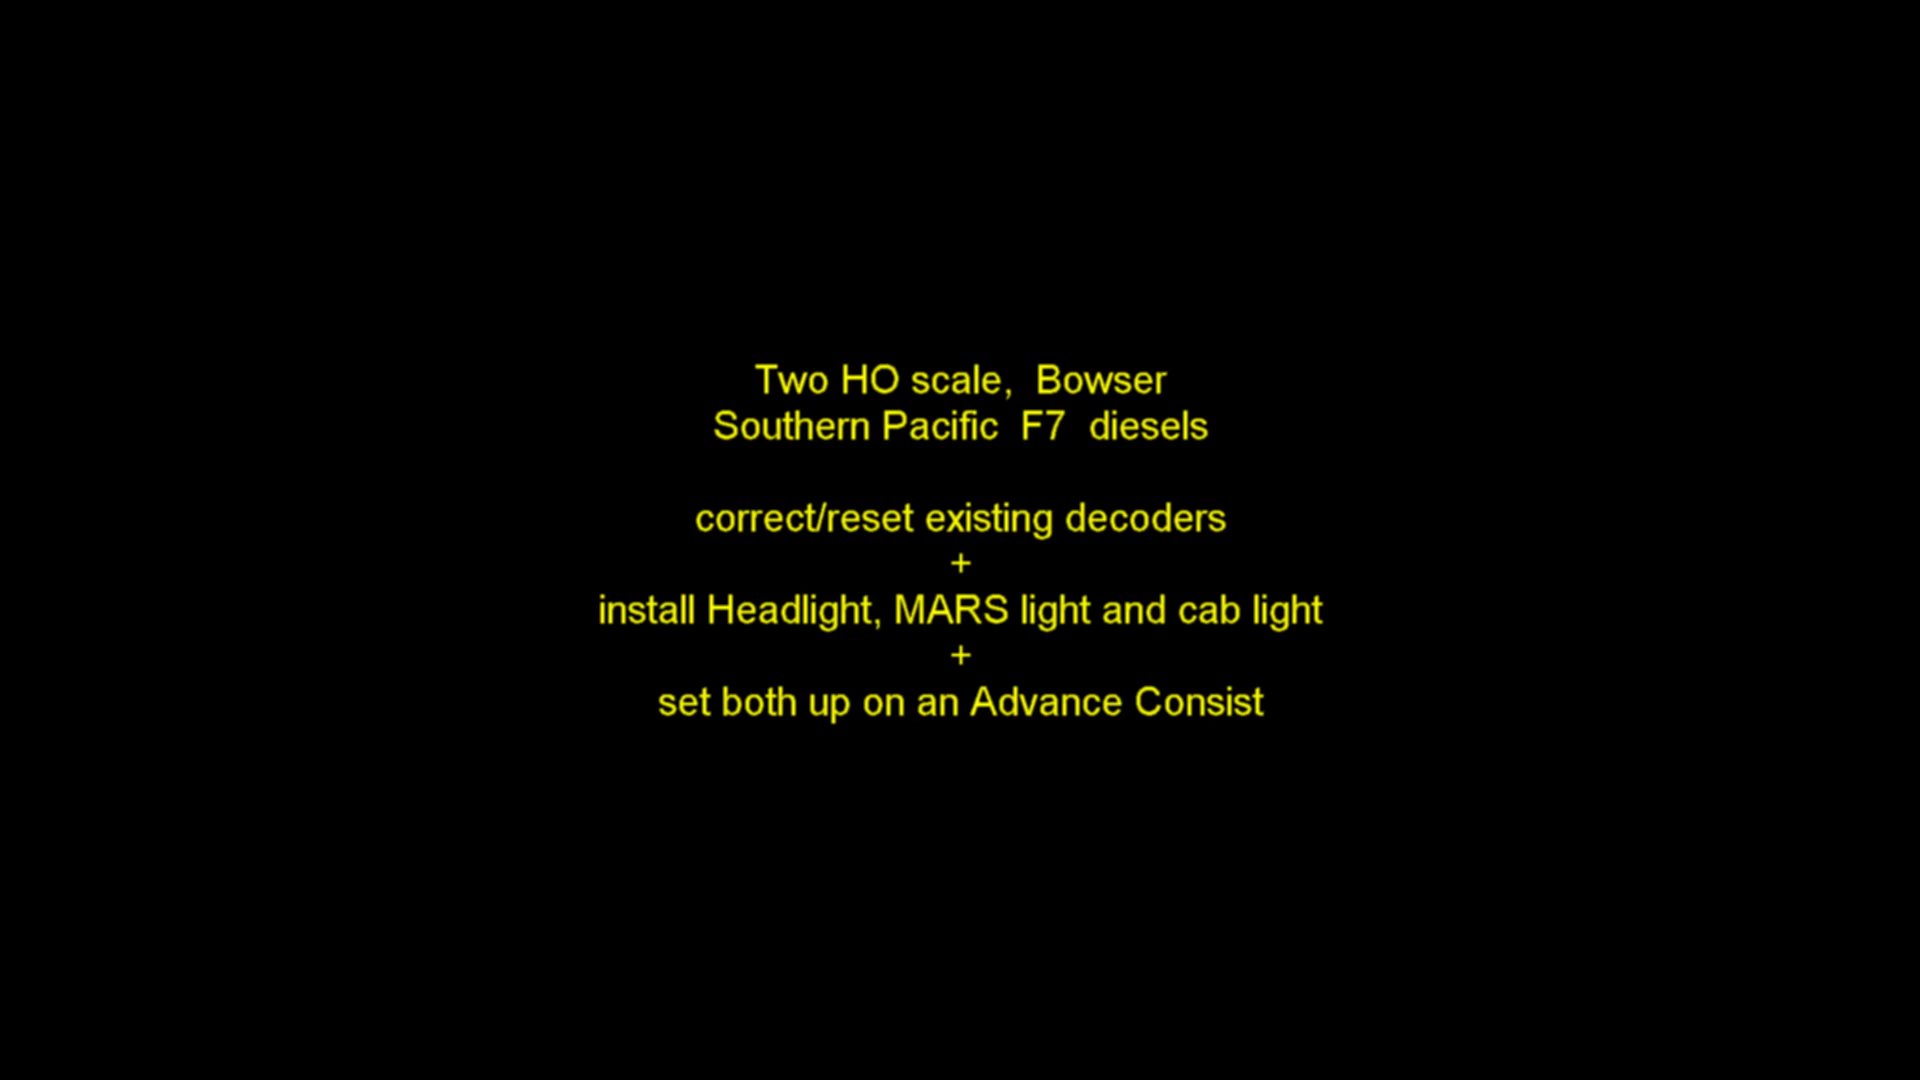 Two HO scale,  Bowser
Southern Pacific  F7  diesels
correct/reset existing decoders
+
install Headlight, MARS light and cab light
+
set both up on an Advance Consist